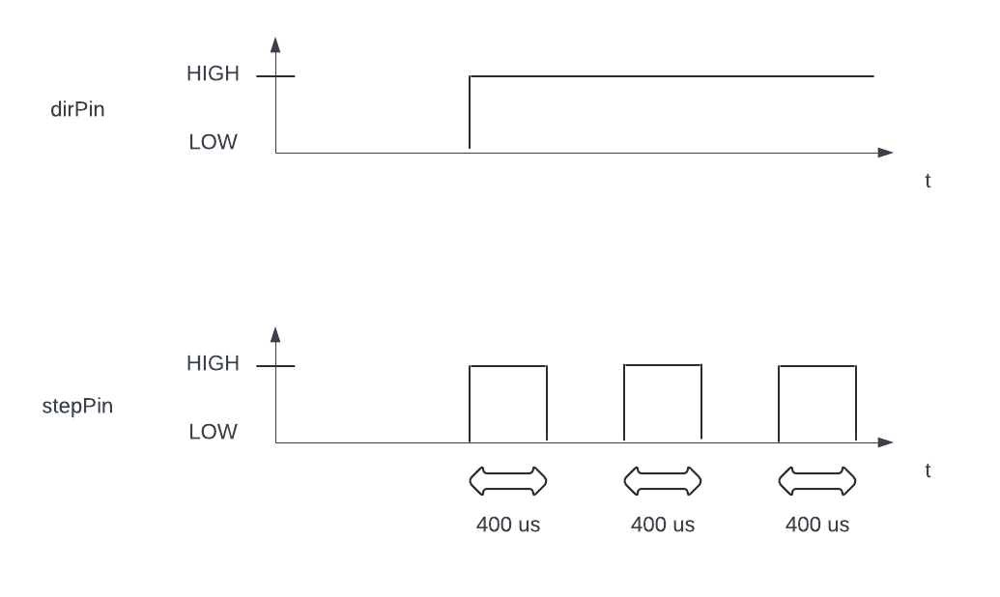 HIGH
dirPin
LOW
t
HIGH
stepPin
LOW
t
400 us 400 us 400 us